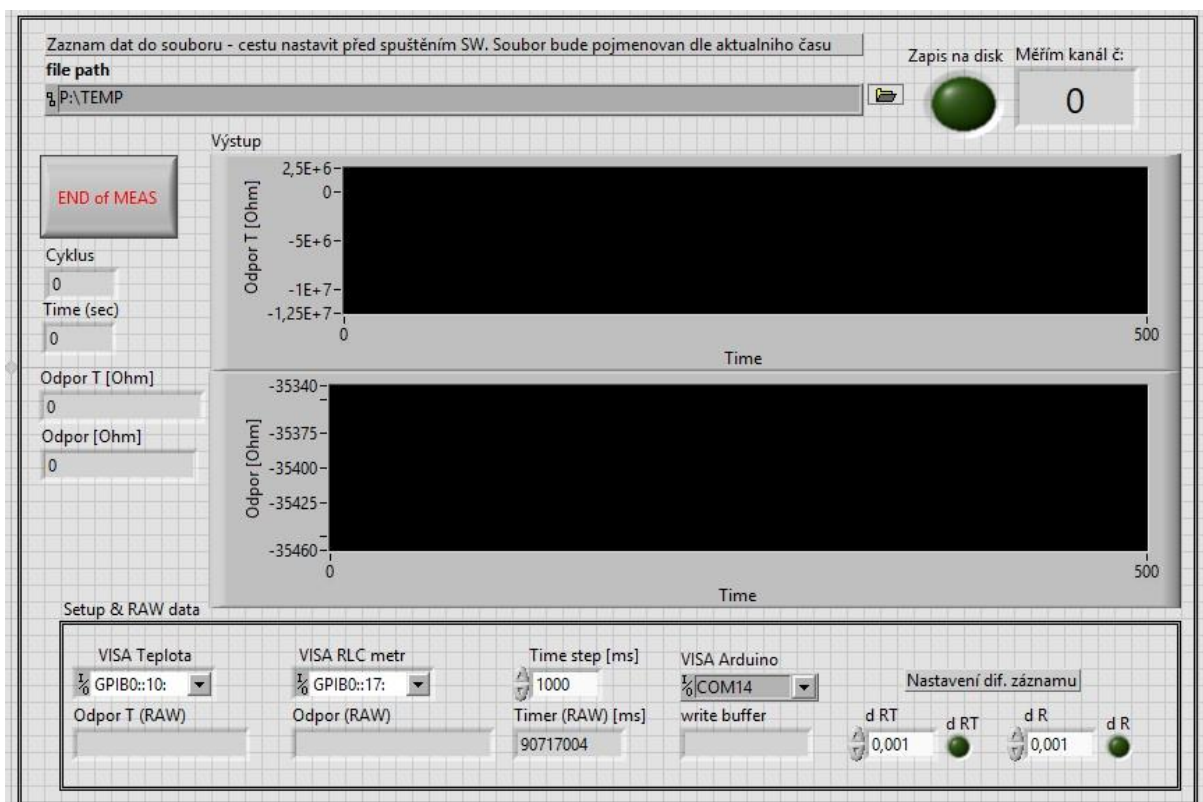 Zaznam dat do souboru - cestu nastavit před spuštěním SW. Soubor bude pojmenovan dle aktualniho času
file path
P:\TEMP
Zapis na disk
Měřím kanál č:
0
END of MEAS
Cyklus
0
Time (sec)
0
Odpor T [Ohm]
0
Odpor [Ohm]
0
Výstup
Odpor T [Ohm]
2,5E+6
0
-5E+6
-1E+7
-1,25E+7
0
500
Time
Odpor [Ohm]
-35340
-35375
-35400
-35425
-35460
0
500
Time
Setup & RAW data
VISA Teplota
GPIB0::10:
VISA RLC metr
GPIB0::17:
Time step [ms]
1000
VISA Arduino
COM14
Nastavení dif. záznamu
Odpor T (RAW)
Odpor (RAW)
Timer (RAW) [ms]
90717004
write buffer
d RT
0,001
d RT
d R
0,001
d R